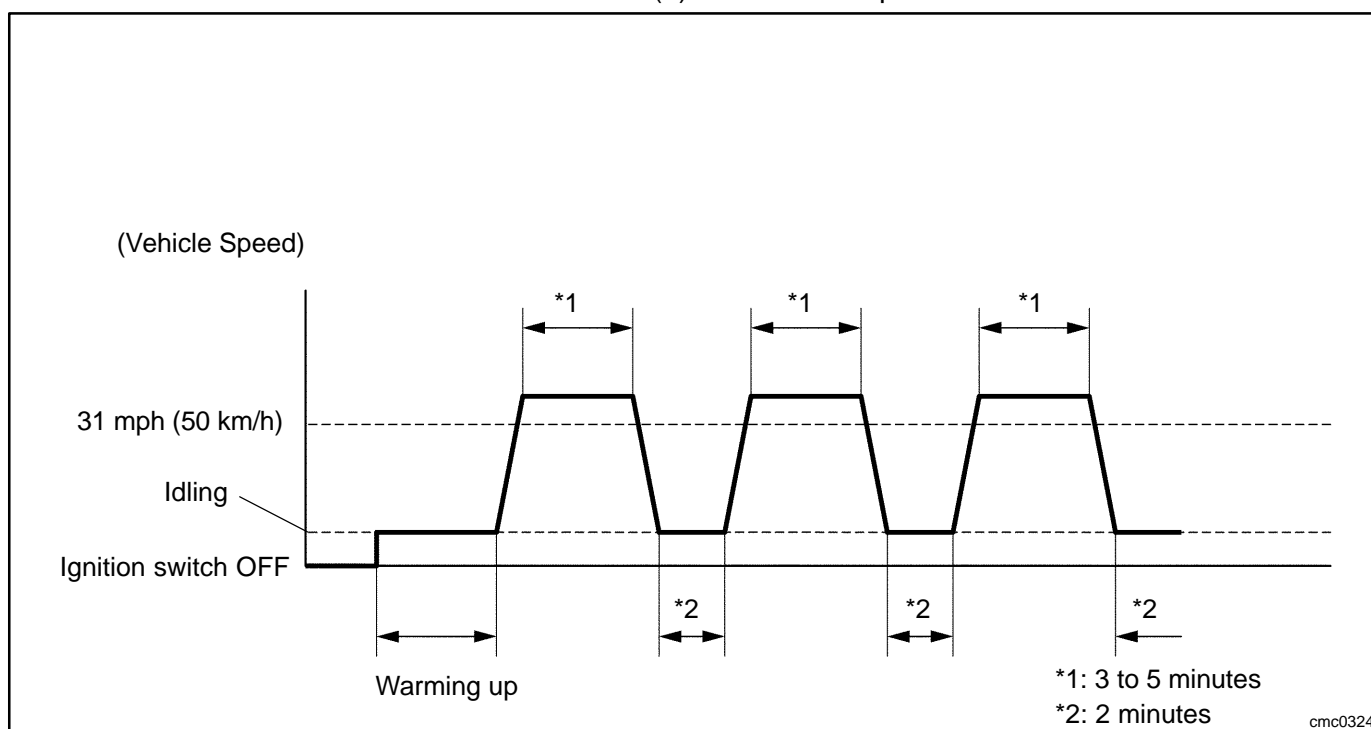 (Vehicle Speed)
*1
*1
*1
31 mph (50 km/h)
Idling
Ignition switch OFF
*2
*2
*2
Warming up
*1: 3 to 5 minutes
*2: 2 minutes
cmc0324